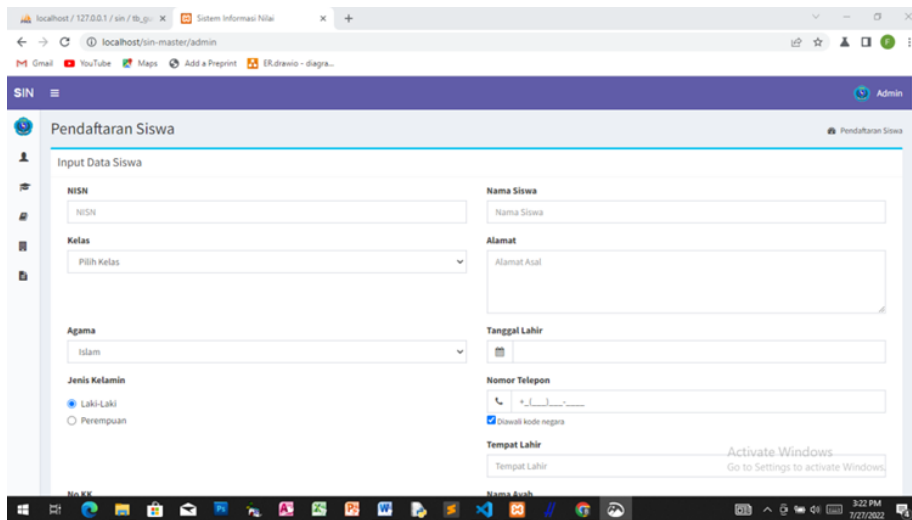 localhost / 127.0.0.1 / sin / tb_gu
Sistem Informasi Nilai
localhost/sin-master/admin
Gmail
YouTube
Maps
Add a Preprint
ER.drawio - diagra...
SIN
Admin
Pendaftaran Siswa
Pendaftaran Siswa
Input Data Siswa
NISN
Nama Siswa
NISN
Nama Siswa
Kelas
Alamat
Pilih Kelas
Alamat Asal
Agama
Tanggal Lahir
Islam
Jenis Kelamin
Nomor Telepon
Laki-Laki
+_(___)___-____
Perempuan
Diawali kode negara
Tempat Lahir
Tempat Lahir
Activate Windows
Go to Settings to activate Windows.
No KK
Nama Ayah
3:22 PM
7/27/2022